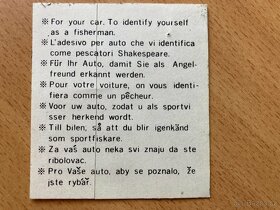 ※ For your car. To identify yourself
as a fisherman.
※ L'adesivo per auto che vi identifica
come pescatori Shakespeare.
※ Für Ihr Auto, damit Sie als Angel-
freund erkannt werden.
※ Pour votre voiture, on vous ident-
ifiera comme un pêcheur.
※ Voor uw auto, zodat u als sportvi
sser herkend wordt.
※ Till bilen, så att du blir igenkänd
som sportfiskare.
※ Za vaš auto neka svi znaju da ste
ribolovac.
※ Pro Vaše auto, aby se poznalo, že
jste rybář.